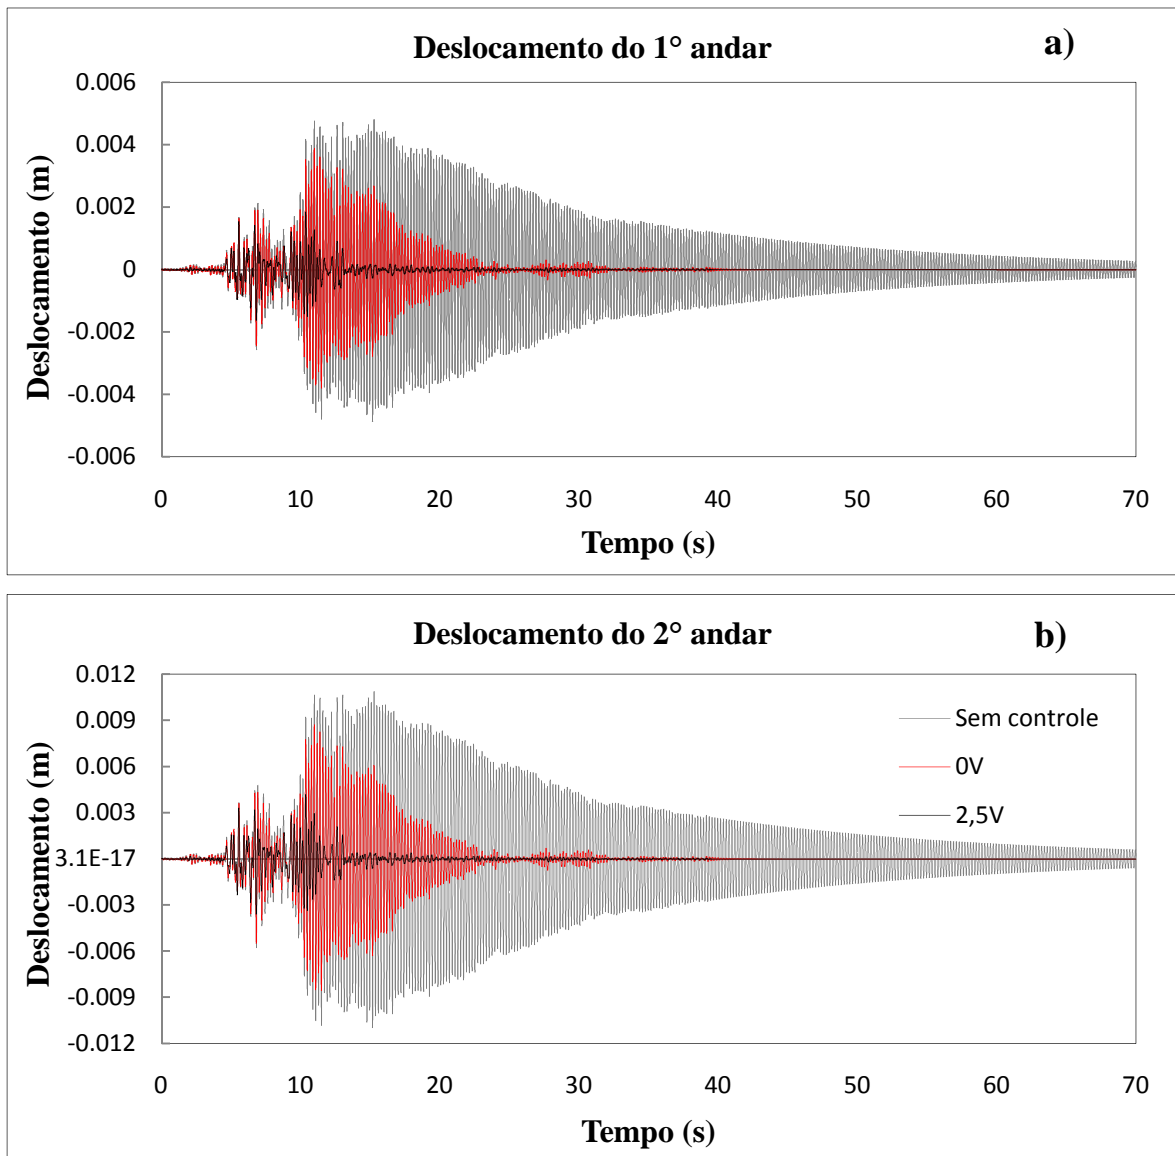 Deslocamento do 1° andar
a)
0.006
0.004
0.002
0
-0.002
-0.004
-0.006
Deslocamento (m)
0 10 20 30 40 50 60 70
Tempo (s)
Deslocamento do 2° andar
b)
0.012
0.009
0.006
0.003
3.1E-17
-0.003
-0.006
-0.009
-0.012
Deslocamento (m)
Sem controle
0V
2,5V
0 10 20 30 40 50 60 70
Tempo (s)